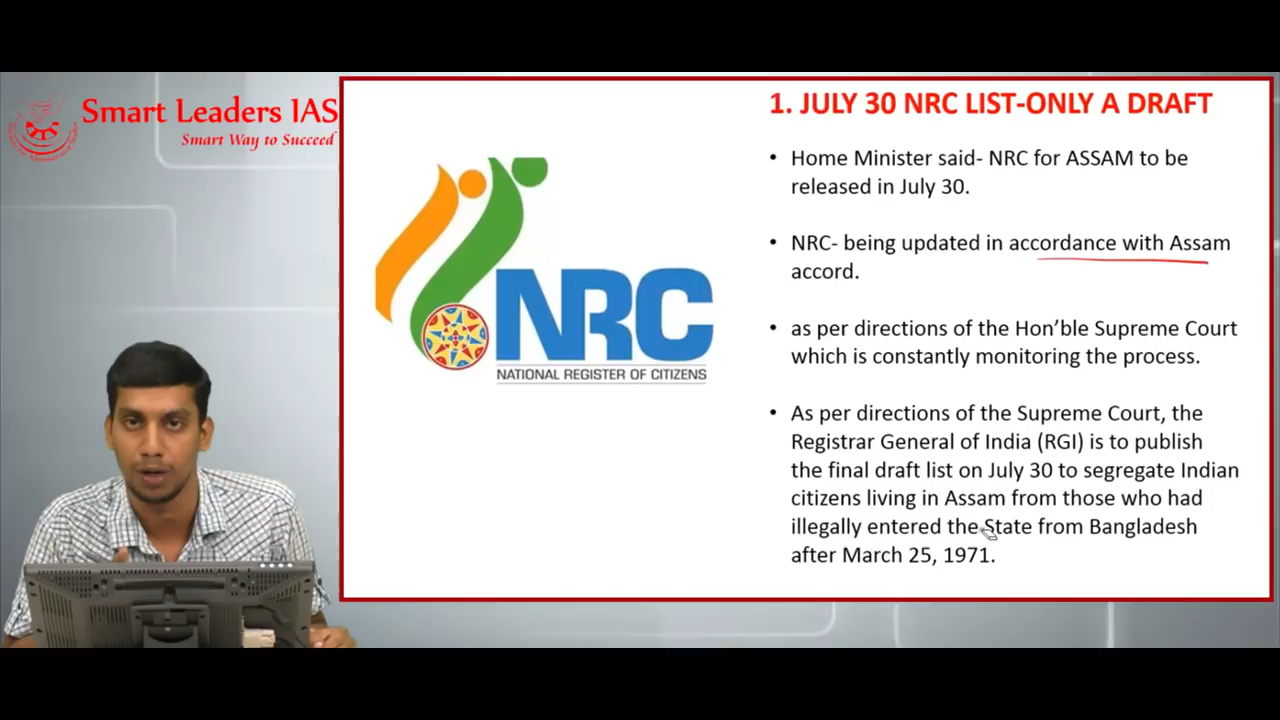 Smart Leaders IAS
Smart Way to Succeed
NRC
NATIONAL REGISTER OF CITIZENS
1. JULY 30 NRC LIST-ONLY A DRAFT
• Home Minister said- NRC for ASSAM to be
released in July 30.
• NRC- being updated in accordance with Assam
accord.
• as per directions of the Hon’ble Supreme Court
which is constantly monitoring the process.
• As per directions of the Supreme Court, the
Registrar General of India (RGI) is to publish
the final draft list on July 30 to segregate Indian
citizens living in Assam from those who had
illegally entered the State from Bangladesh
after March 25, 1971.